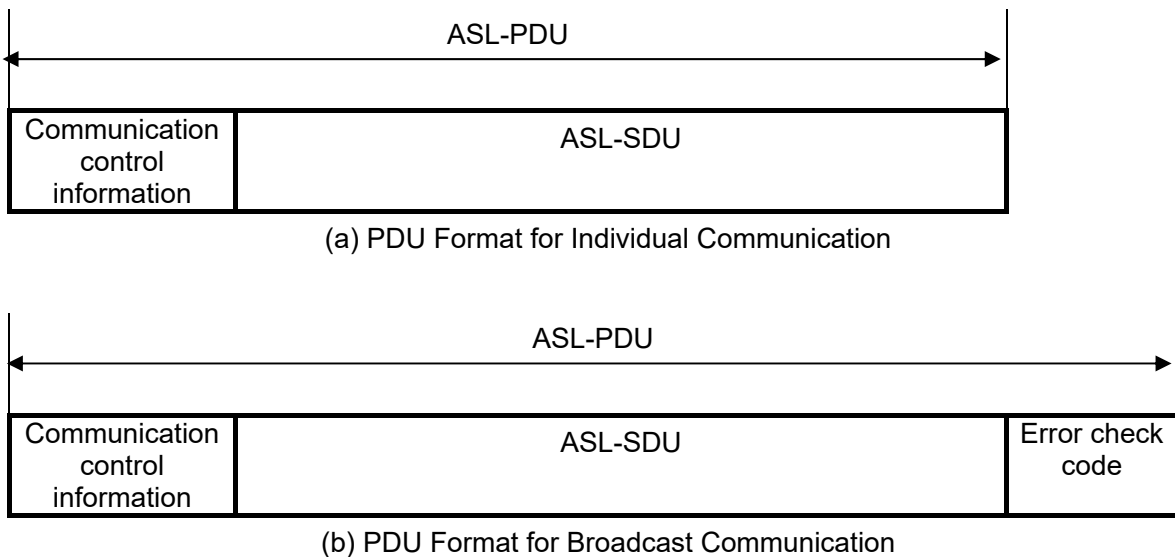 ASL-PDU
Communication
control
information
ASL-SDU
(a) PDU Format for Individual Communication
ASL-PDU
Communication
control
information
ASL-SDU
Error check
code
(b) PDU Format for Broadcast Communication